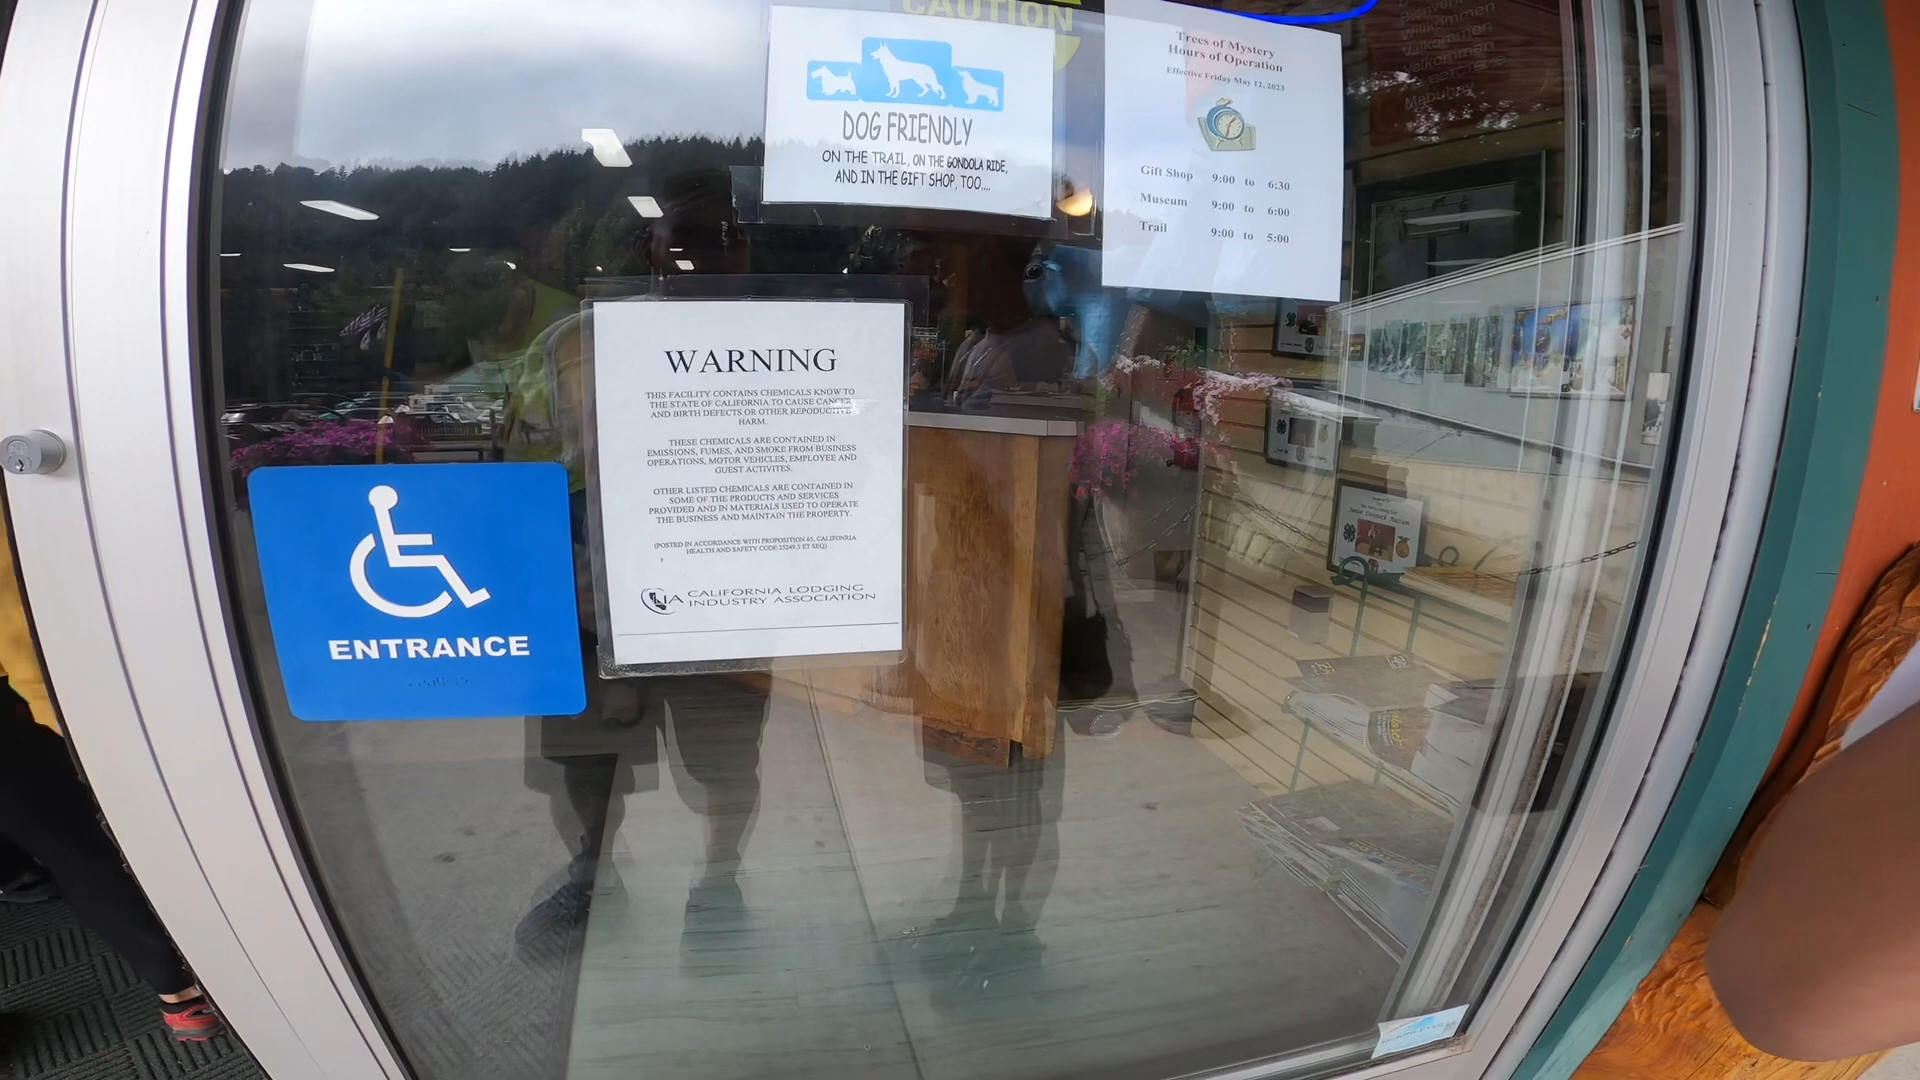 CAUTION
DOG FRIENDLY
ON THE TRAIL, ON THE GONDOLA RIDE,
AND IN THE GIFT SHOP, TOO....
Trees of Mystery
Hours of Operation
Effective Friday May 12, 2023
Gift Shop 9:00 to 6:30
Museum 9:00 to 6:00
Trail 9:00 to 5:00
Willkommen
Velkommen
Mabuhay
WARNING
THIS FACILITY CONTAINS CHEMICALS KNOW TO
THE STATE OF CALIFORNIA TO CAUSE CANCER
AND BIRTH DEFECTS OR OTHER REPODUCTIVE
HARM.
THESE CHEMICALS ARE CONTAINED IN
EMISSIONS, FUMES, AND SMOKE FROM BUSINESS
OPERATIONS, MOTOR VEHICLES, EMPLOYEE AND
GUEST ACTIVITES.
OTHER LISTED CHEMICALS ARE CONTAINED IN
SOME OF THE PRODUCTS AND SERVICES
PROVIDED AND IN MATERIALS USED TO OPERATE
THE BUSINESS AND MAINTAIN THE PROPERTY.
(POSTED IN ACCORDANCE WITH PROPOSITION 65, CALIFONRIA
HEALTH AND SAFETY CODE 25249.5 ET SEQ)
CALIFORNIA LODGING
INDUSTRY ASSOCIATION
ENTRANCE
Junior Livestock Auction